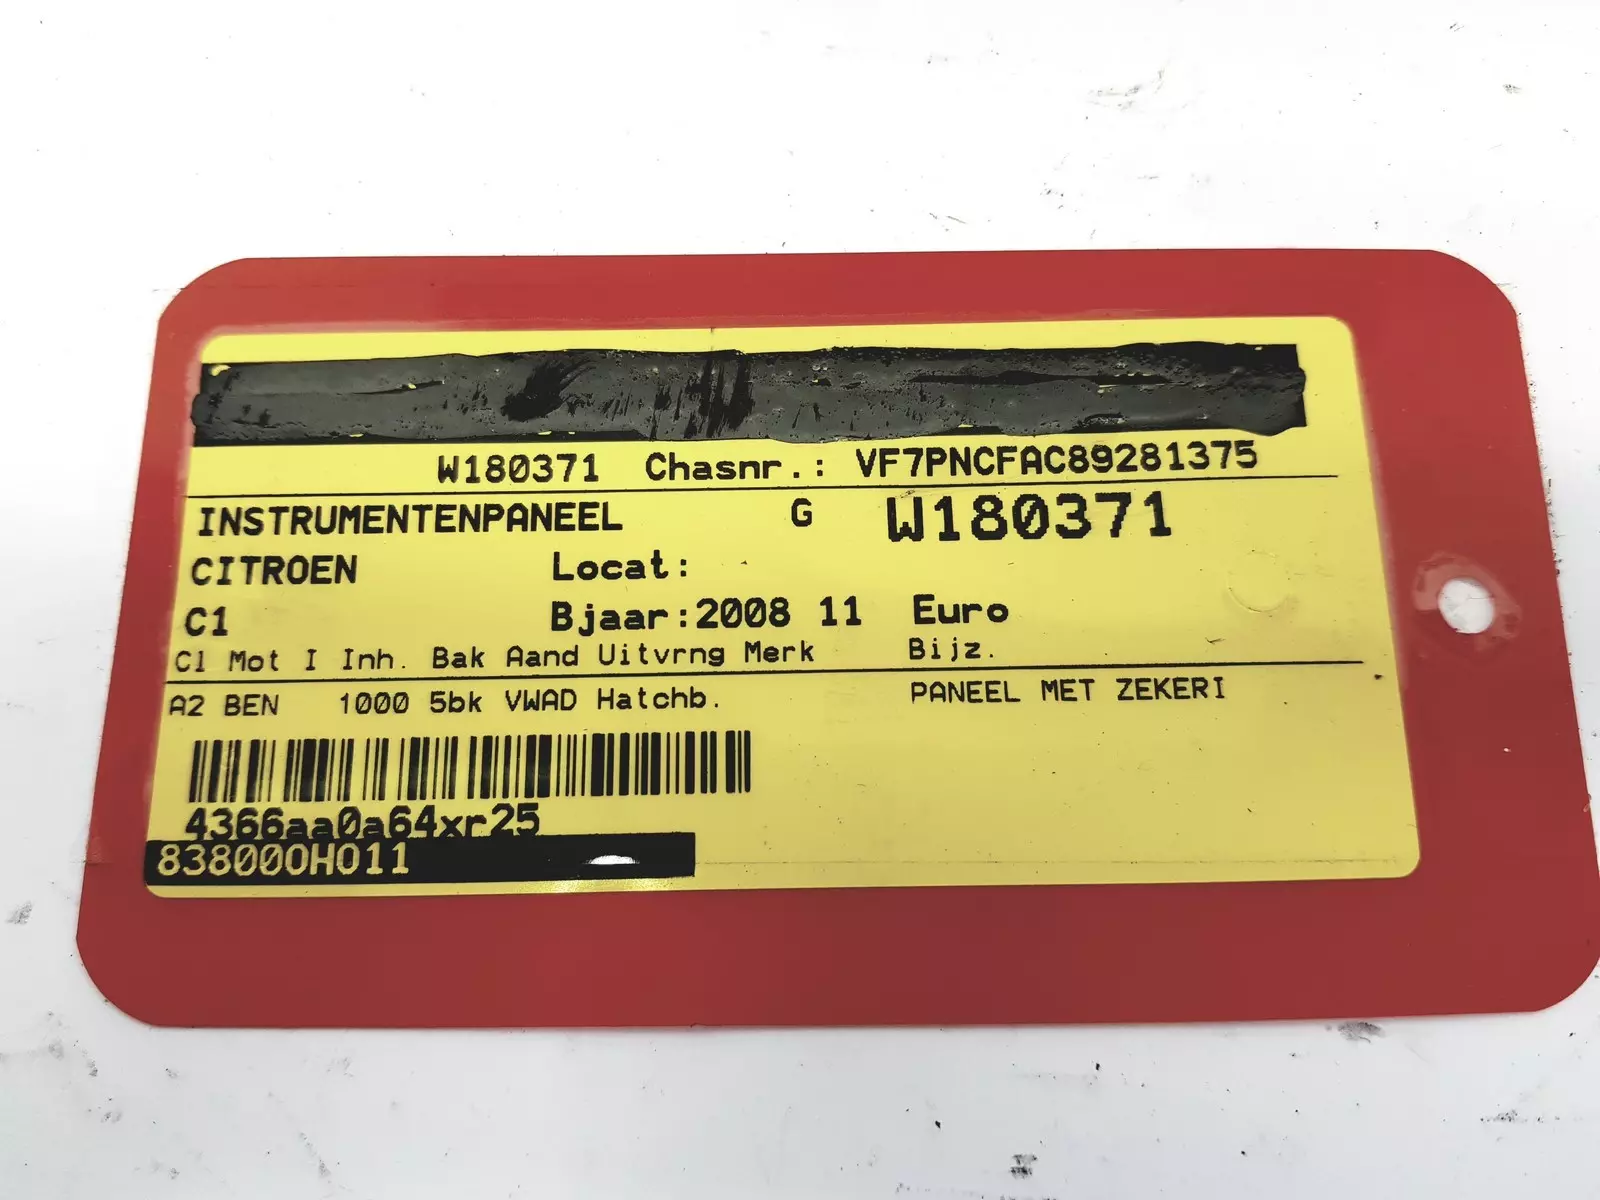 W180371 Chasnr.: VF7PNCFAC89281375
INSTRUMENTENPANEEL G W180371
CITROEN Locat:
C1 Bjaar:2008 11 Euro
Cl Mot I Inh. Bak Aand Uitvrng Merk Bijz.
A2 BEN 1000 5bk VWAD Hatchb. PANEEL MET ZEKERI
4366aa0a64xr25
838000H011